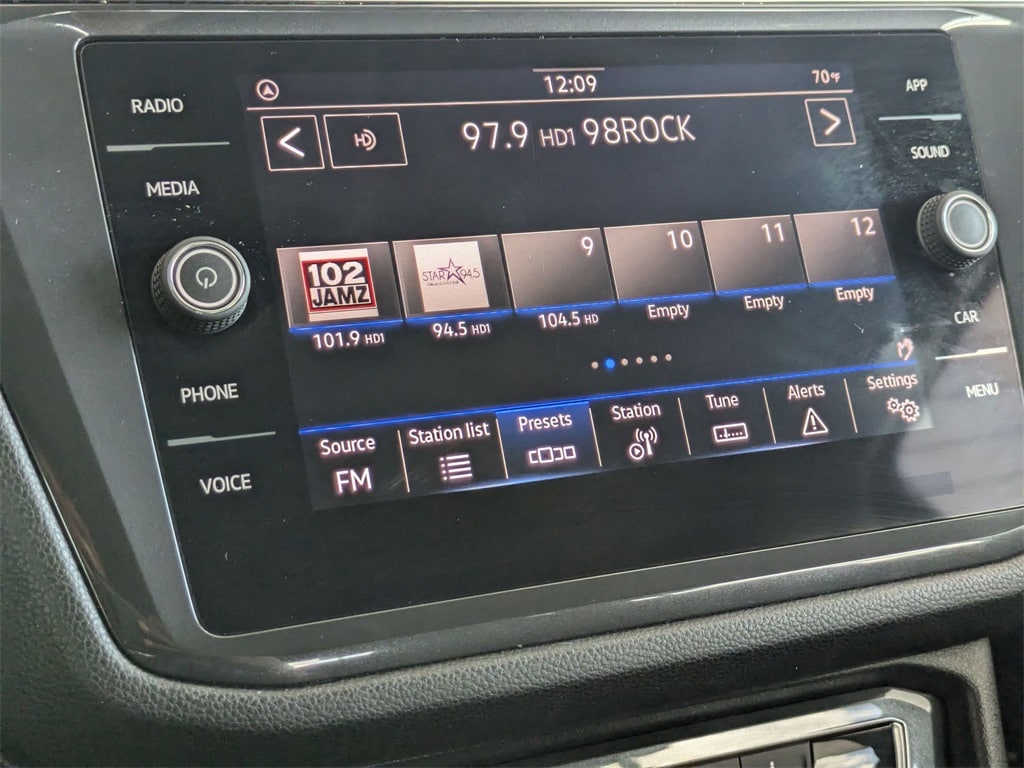 RADIO
MEDIA
PHONE
VOICE
12:09
70°F
HD
97.9 HD1 98ROCK
102
JAMZ
STAR 94.5
9
10
11
12
101.9 HD1
94.5 HD1
104.5 HD
Empty
Empty
Empty
Source
FM
Station list
Presets
Station
Tune
Alerts
Settings
APP
SOUND
CAR
MENU